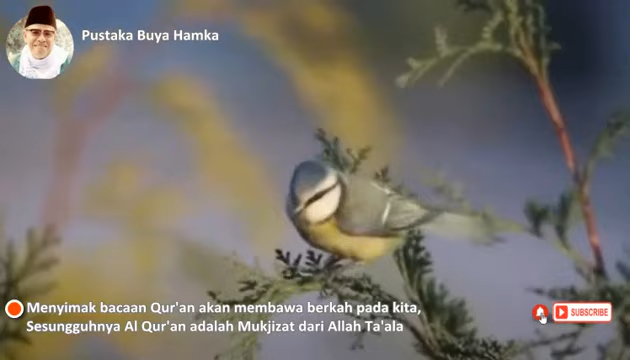 Pustaka Buya Hamka
Menyimak bacaan Qur'an akan membawa berkah pada kita,
Sesungguhnya Al Qur'an adalah Mukjizat dari Allah Ta'ala
SUBSCRIBE